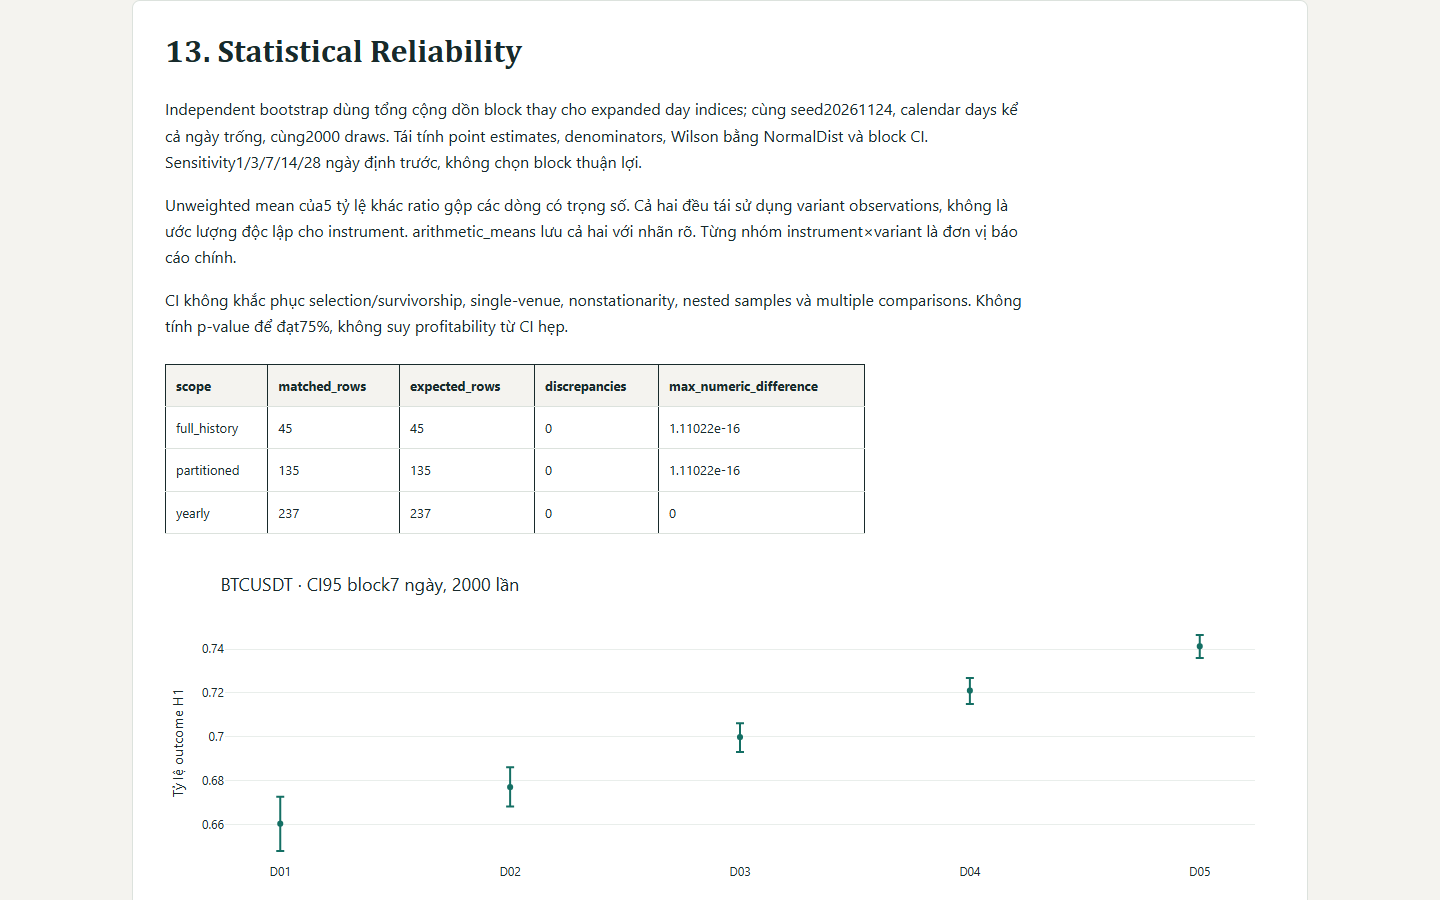 13. Statistical Reliability
Independent bootstrap dùng tổng cộng dồn block thay cho expanded day indices; cùng seed20261124, calendar days kể
cả ngày trống, cùng2000 draws. Tái tính point estimates, denominators, Wilson bằng NormalDist và block CI.
Sensitivity1/3/7/14/28 ngày định trước, không chọn block thuận lợi.
Unweighted mean của5 tỷ lệ khác ratio gộp các dòng có trọng số. Cả hai đều tái sử dụng variant observations, không là
ước lượng độc lập cho instrument. arithmetic_means lưu cả hai với nhãn rõ. Từng nhóm instrument×variant là đơn vị báo
cáo chính.
CI không khắc phục selection/survivorship, single-venue, nonstationarity, nested samples và multiple comparisons. Không
tính p-value để đạt75%, không suy profitability từ CI hẹp.
scope matched_rows expected_rows discrepancies max_numeric_difference
full_history 45 45 0 1.11022e-16
partitioned 135 135 0 1.11022e-16
yearly 237 237 0 0
BTCUSDT · CI95 block7 ngày, 2000 lần
Tỷ lệ outcome H1
0.74
0.72
0.7
0.68
0.66
D01 D02 D03 D04 D05